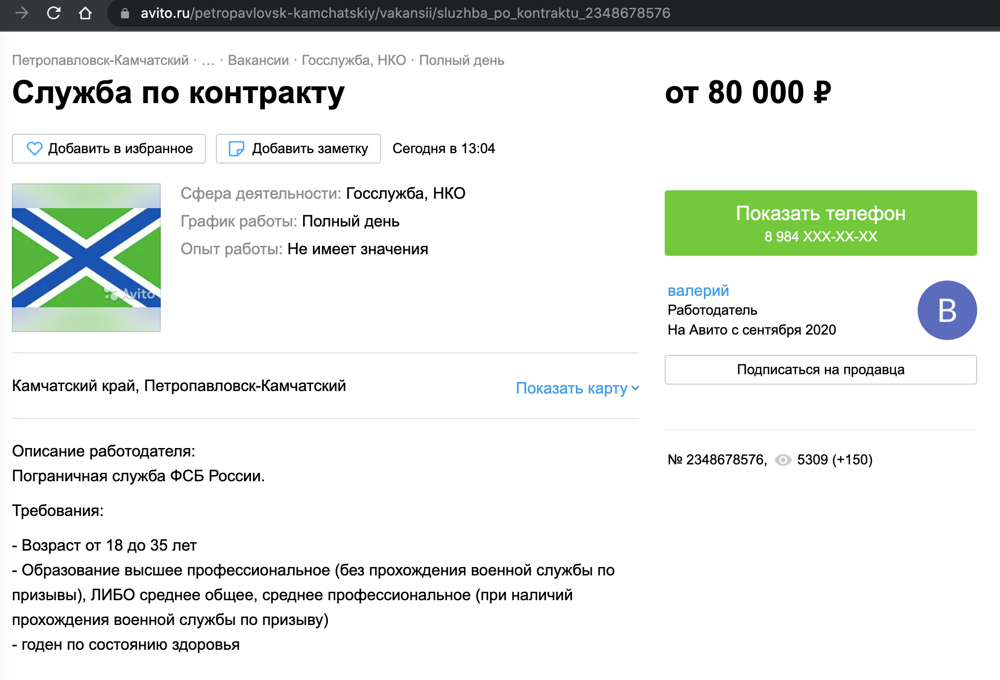 avito.ru/petropavlovsk-kamchatskiy/vakansii/sluzhba_po_kontraktu_2348678576
Петропавловск-Камчатский · … · Вакансии · Госслужба, НКО · Полный день
Служба по контракту
от 80 000 ₽
Добавить в избранное
Добавить заметку
Сегодня в 13:04
Avito
Сфера деятельности: Госслужба, НКО
График работы: Полный день
Опыт работы: Не имеет значения
Показать телефон
8 984 XXX-XX-XX
валерий
Работодатель
На Авито с сентября 2020
В
Подписаться на продавца
№ 2348678576, 5309 (+150)
Камчатский край, Петропавловск-Камчатский
Показать карту
Описание работодателя:
Пограничная служба ФСБ России.
Требования:
- Возраст от 18 до 35 лет
- Образование высшее профессиональное (без прохождения военной службы по
призывы), ЛИБО среднее общее, среднее профессиональное (при наличий
прохождения военной службы по призыву)
- годен по состоянию здоровья